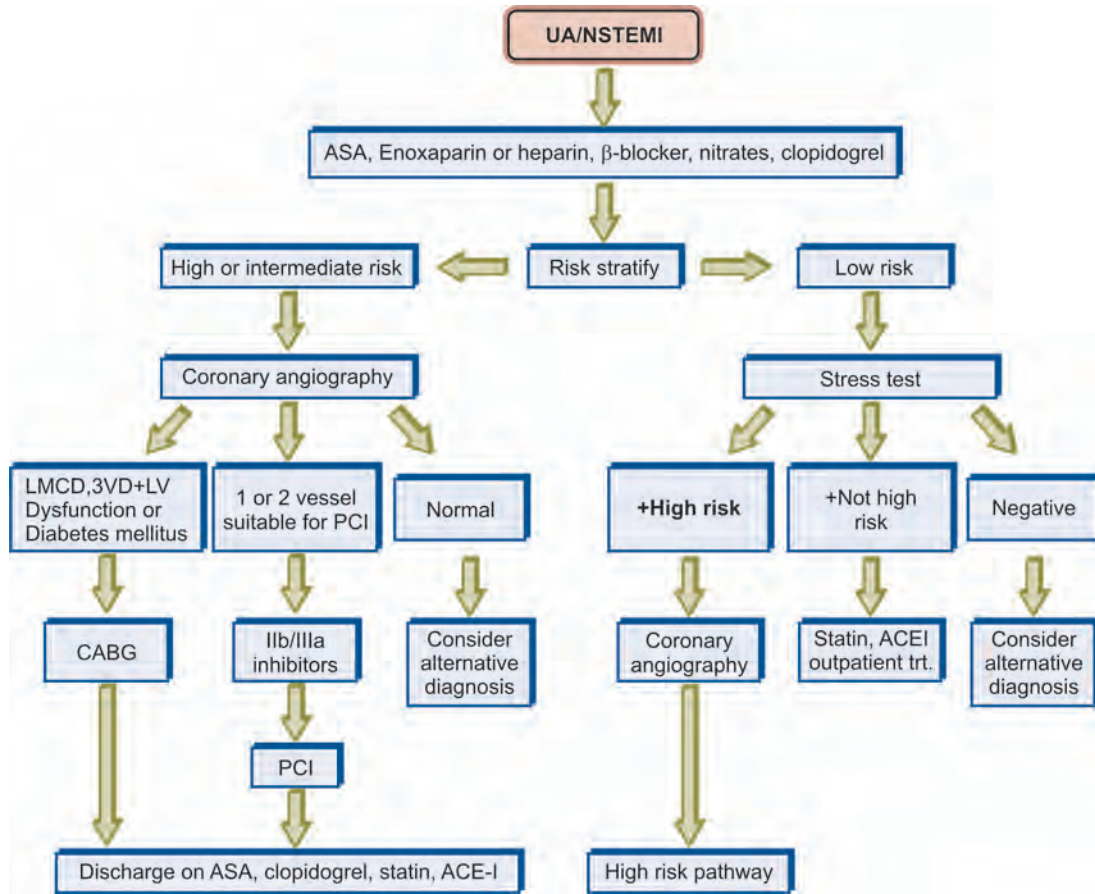 UA/NSTEMI
ASA, Enoxaparin or heparin, β-blocker, nitrates, clopidogrel
High or intermediate risk
Risk stratify
Low risk
Coronary angiography
Stress test
LMCD,3VD+LV
Dysfunction or
Diabetes mellitus
1 or 2 vessel
suitable for PCI
Normal
+High risk
+Not high
risk
Negative
CABG
IIb/IIIa
inhibitors
Consider
alternative
diagnosis
Coronary
angiography
Statin, ACEI
outpatient trt.
Consider
alternative
diagnosis
PCI
Discharge on ASA, clopidogrel, statin, ACE-I
High risk pathway